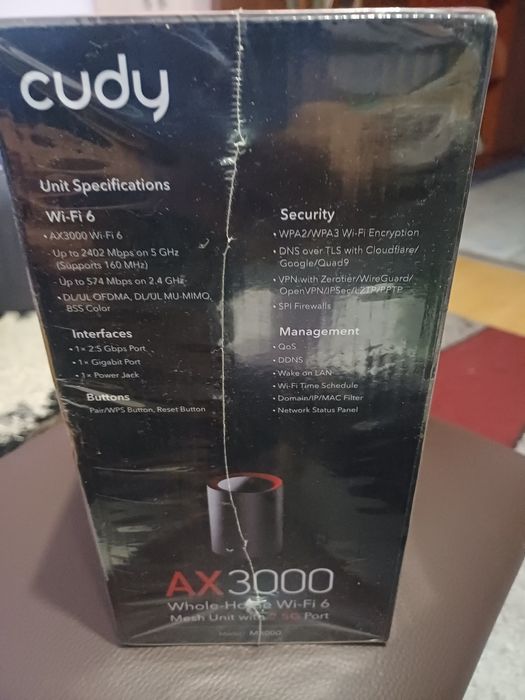 cudy
Unit Specifications
Wi-Fi 6
• AX3000 Wi-Fi 6
- Up to 2402 Mbps on 5 GHz
(Supports 160 MHz)
- Up to 574 Mbps on 2.4 GHz
• DL/UL OFDMA, DL/UL MU-MIMO,
BSS Color
Interfaces
• 1× 2.5 Gbps Port
• 1× Gigabit Port
• 1× Power Jack
Buttons
Pair/WPS Button, Reset Button
Security
• WPA2/WPA3 Wi-Fi Encryption
• DNS over TLS with Cloudflare/
Google/Quad9
• VPN with Zerotier/WireGuard/
OpenVPN/IPSec/L2TP/PPTP
• SPI Firewalls
Management
• QoS
• DDNS
• Wake on LAN
• Wi-Fi Time Schedule
• Domain/IP/MAC Filter
• Network Status Panel
AX3000
Whole-Home Wi-Fi 6
Mesh Unit with 2.5G Port
Model: M3000